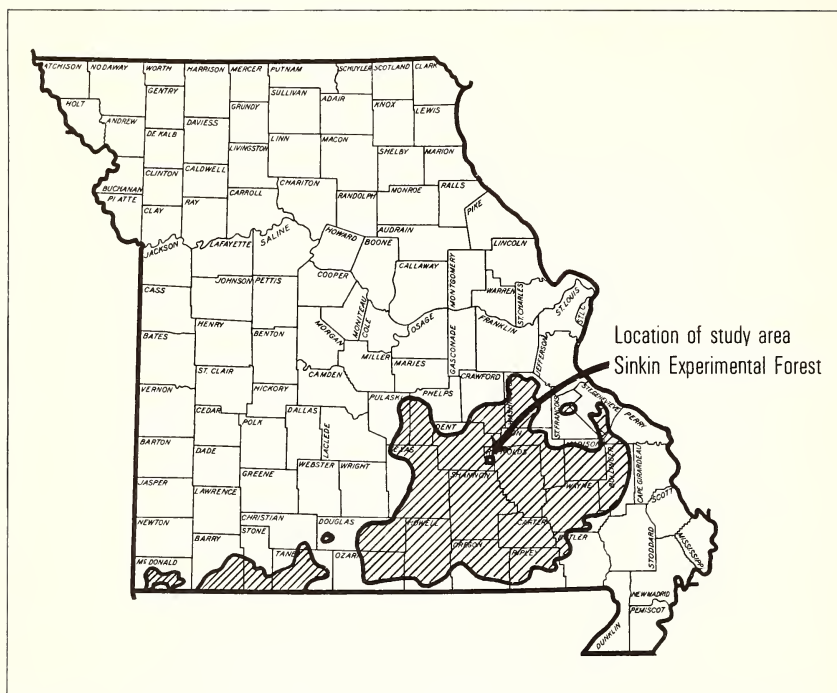 ATCHISON NODAWAY WORTH HARRISON MERCER PUTNAM SCHUYLER SCOTLAND CLARK
HOLT GENTRY SULLIVAN ADAIR KNOX LEWIS
ANDREW DAVIESS GRUNDY
DE KALB LINN MACON SHELBY MARION
LIVINGSTON
BUCHANAN CLINTON CALDWELL CHARITON
PLATTE CLAY RAY CARROLL RANDOLPH MONROE RALLS
AUDRAIN PIKE
JACKSON LAFAYETTE SALINE HOWARD BOONE LINCOLN
CALLAWAY MONTGOMERY WARREN ST.CHARLES ST.LOUIS ST.L.C.
CASS JOHNSON PETTIS COOPER
MONITEAU COLE OSAGE GASCONADE FRANKLIN
Location of study area
Sinkin Experimental Forest
BATES HENRY BENTON MORGAN MILLER MARIES JEFFERSON
ST. CLAIR CAMDEN CRAWFORD
VERNON HICKORY PULASKI PHELPS STE.GENEVIEVE PERRY
CEDAR POLK DALLAS LACLEDE DENT ST.FRANCOIS MADISON
BARTON DADE WEBSTER WRIGHT TEXAS BOLLINGER CAPE GIRARDEAU
JASPER GREENE SHANNON WAYNE SCOTT
LAWRENCE
NEWTON CHRISTIAN DOUGLAS HOWELL CARTER BUTLER STODDARD MISSISSIPPI
BARRY STONE TANEY OZARK OREGON RIPLEY
McDONALD
NEW MADRID
DUNKLIN PEMISCOT